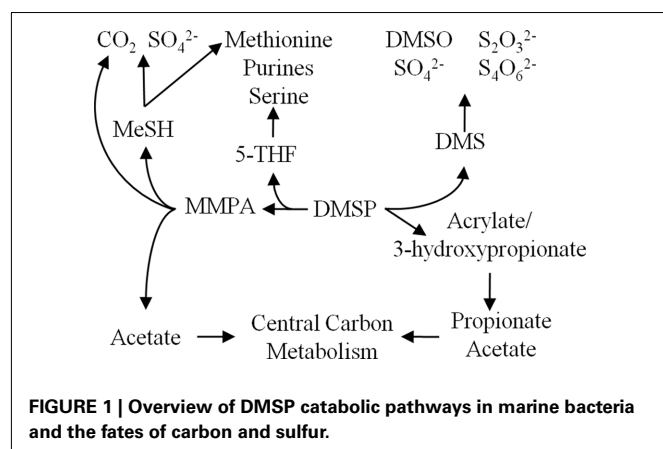 CO₂ SO₄²⁻ Methionine DMSO S₂O₃²⁻
Purines SO₄²⁻ S₄O₆²⁻
Serine
MeSH DMS
5-THF
MMPA DMSP
Acrylate/
3-hydroxypropionate
Acetate Central Carbon Propionate
Metabolism Acetate
FIGURE 1 | Overview of DMSP catabolic pathways in marine bacteria
and the fates of carbon and sulfur.